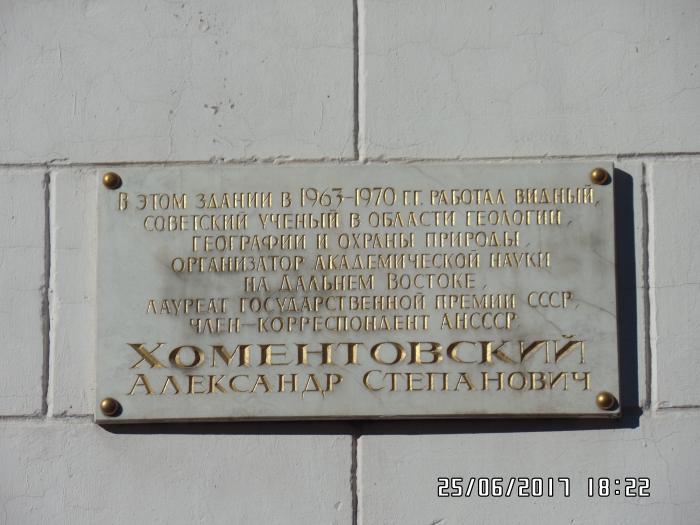 В ЭТОМ ЗДАНИИ В 1963-1970 ГГ. РАБОТАЛ ВИДНЫЙ,
СОВЕТСКИЙ УЧЕНЫЙ В ОБЛАСТИ ГЕОЛОГИИ,
ГЕОГРАФИИ И ОХРАНЫ ПРИРОДЫ,
ОРГАНИЗАТОР АКАДЕМИЧЕСКОЙ НАУКИ
НА ДАЛЬНЕМ ВОСТОКЕ,
ЛАУРЕАТ ГОСУДАРСТВЕННОЙ ПРЕМИИ СССР,
ЧЛЕН-КОРРЕСПОНДЕНТ АНСССР
ХОМЕНТОВСКИЙ
АЛЕКСАНДР СТЕПАНОВИЧ
25/06/2017 18:22